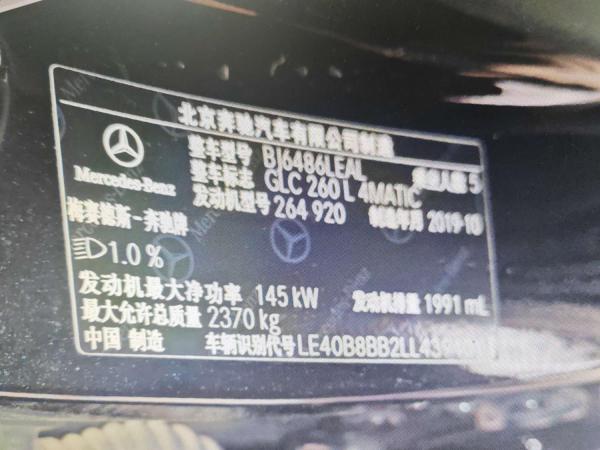 北京奔驰汽车有限公司制造
Mercedes-Benz
整车型号 BJ6486LEAL
整车标志 GLC 260 L 4MATIC 乘坐人数 5
发动机型号 264 920 制造年月 2019-10
梅赛德斯-奔驰牌
1.0 %
发动机最大净功率 145 kW 发动机排量 1991 mL
最大允许总质量 2370 kg
中国 制造 车辆识别代号 LE40B8BB2LL43